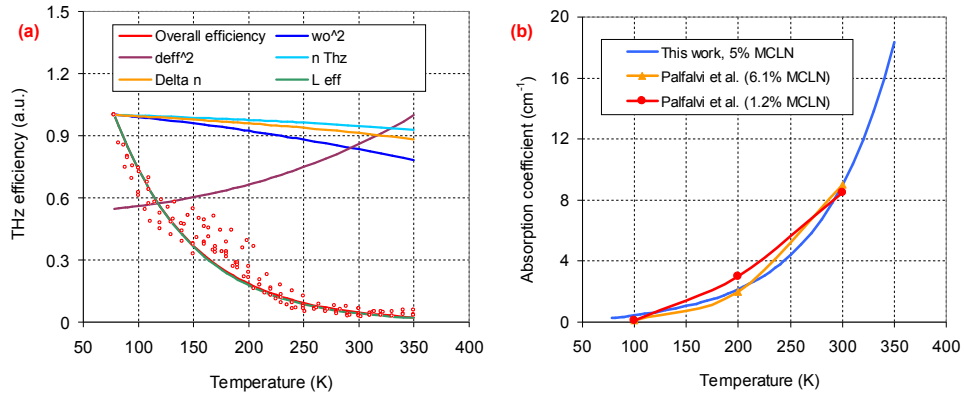 (a)
Overall efficiency
wo^2
deff^2
n Thz
Delta n
L eff
THz efficiency (a.u.)
1.5
1.2
0.9
0.6
0.3
0
50 100 150 200 250 300 350 400
Temperature (K)
(b)
This work, 5% MCLN
Palfalvi et al. (6.1% MCLN)
Palfalvi et al. (1.2% MCLN)
Absorption coefficient (cm⁻¹)
20
16
12
8
4
0
50 100 150 200 250 300 350 400
Temperature (K)